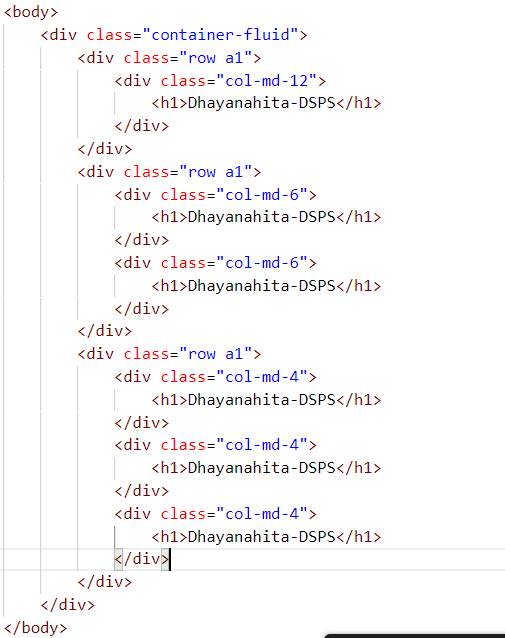 <body>
<div class="container-fluid">
<div class="row a1">
<div class="col-md-12">
<h1>Dhayanahita-DSPS</h1>
</div>
</div>
<div class="row a1">
<div class="col-md-6">
<h1>Dhayanahita-DSPS</h1>
</div>
<div class="col-md-6">
<h1>Dhayanahita-DSPS</h1>
</div>
</div>
<div class="row a1">
<div class="col-md-4">
<h1>Dhayanahita-DSPS</h1>
</div>
<div class="col-md-4">
<h1>Dhayanahita-DSPS</h1>
</div>
<div class="col-md-4">
<h1>Dhayanahita-DSPS</h1>
</div>
</div>
</div>
</body>